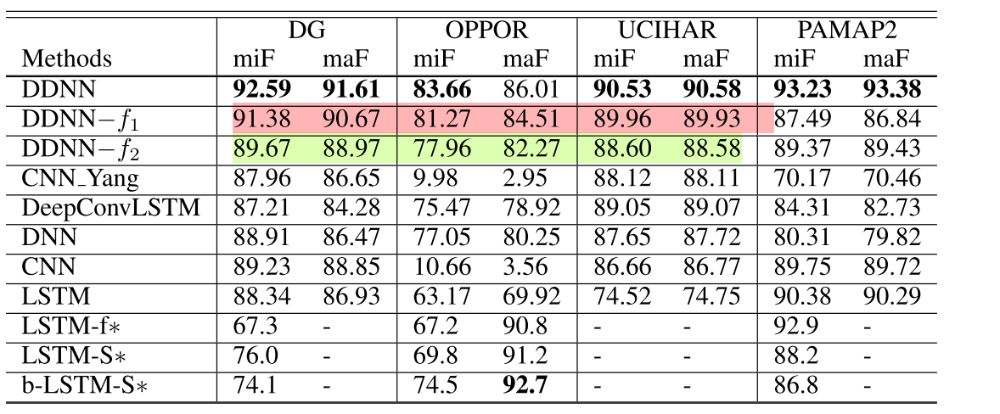 DG OPPOR UCIHAR PAMAP2
Methods miF maF miF maF miF maF miF maF
DDNN 92.59 91.61 83.66 86.01 90.53 90.58 93.23 93.38
DDNN−f₁ 91.38 90.67 81.27 84.51 89.96 89.93 87.49 86.84
DDNN−f₂ 89.67 88.97 77.96 82.27 88.60 88.58 89.37 89.43
CNN_Yang 87.96 86.65 9.98 2.95 88.12 88.11 70.17 70.46
DeepConvLSTM 87.21 84.28 75.47 78.92 89.05 89.07 84.31 82.73
DNN 88.91 86.47 77.05 80.25 87.65 87.72 80.31 79.82
CNN 89.23 88.85 10.66 3.56 86.66 86.77 89.75 89.72
LSTM 88.34 86.93 63.17 69.92 74.52 74.75 90.38 90.29
LSTM-f∗ 67.3 - 67.2 90.8 - - 92.9 -
LSTM-S∗ 76.0 - 69.8 91.2 - - 88.2 -
b-LSTM-S∗ 74.1 - 74.5 92.7 - - 86.8 -